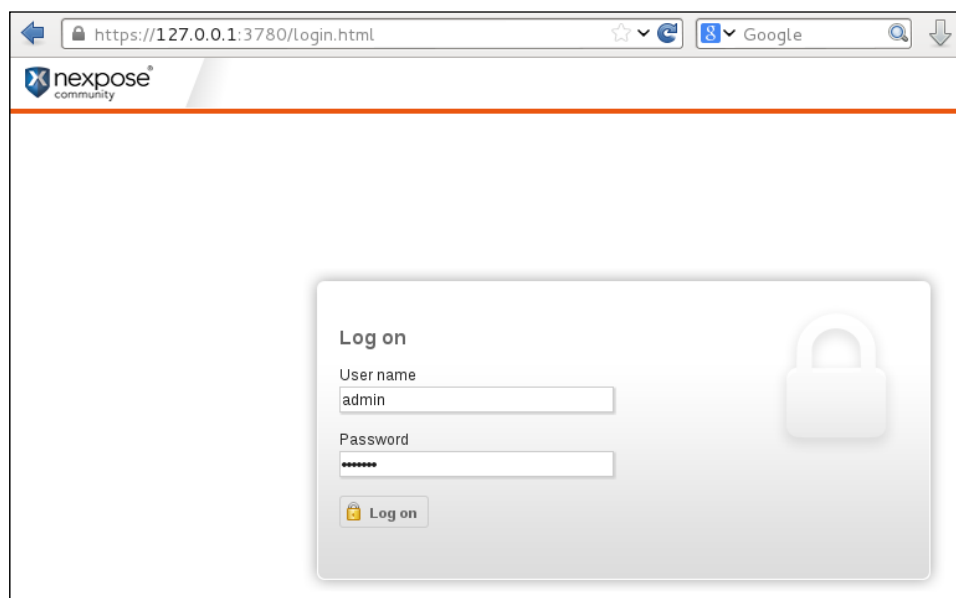 https://127.0.0.1:3780/login.html
8 Google
nexpose®
community
Log on
User name
admin
Password
•••••••
Log on